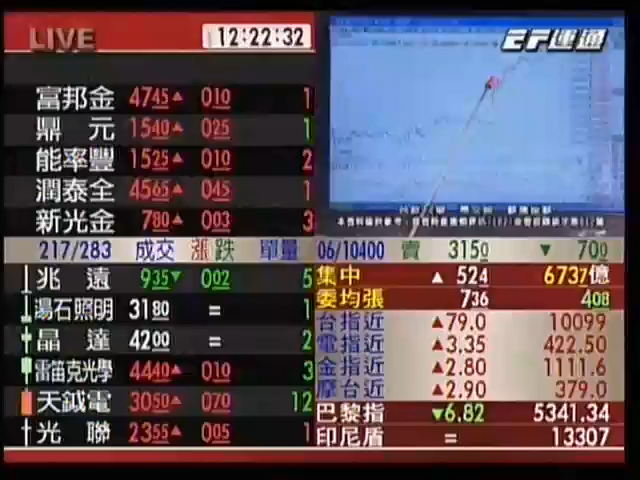 LIVE 12:22:32
EF運通
富邦金 4745▲ 010 1
鼎元 1540▲ 025 1
能率豐 1525▲ 010 2
潤泰全 4565▲ 045 1
新光金 780▲ 003 3
217/283 成交 漲跌 單量 06/10400 賣 3150 ▼ 700
兆遠 935▼ 002 5
湯石照明 3180 = 1
晶達 4200 = 2
雷笛克光學 4440▲ 010 3
天鉞電 3050▲ 070 12
光聯 2355▲ 005 1
集中 ▲ 524 6737億
委均張 736 408
台指近 ▲79.0 10099
電指近 ▲3.35 422.50
金指近 ▲2.80 1111.6
摩台近 ▲2.90 379.0
巴黎指 ▼6.82 5341.34
印尼盾 = 13307